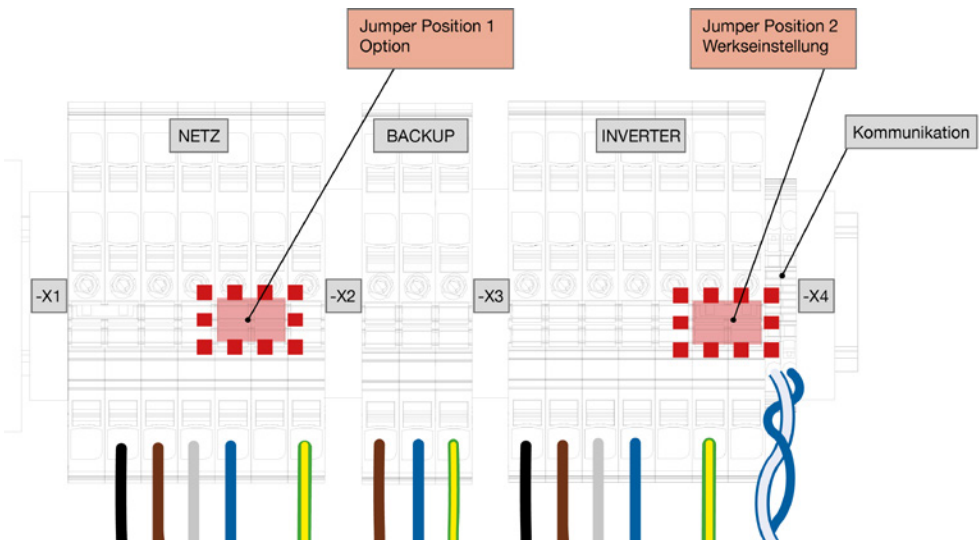 Jumper Position 1
Option
Jumper Position 2
Werkseinstellung
NETZ
BACKUP
INVERTER
Kommunikation
-X1
-X2
-X3
-X4